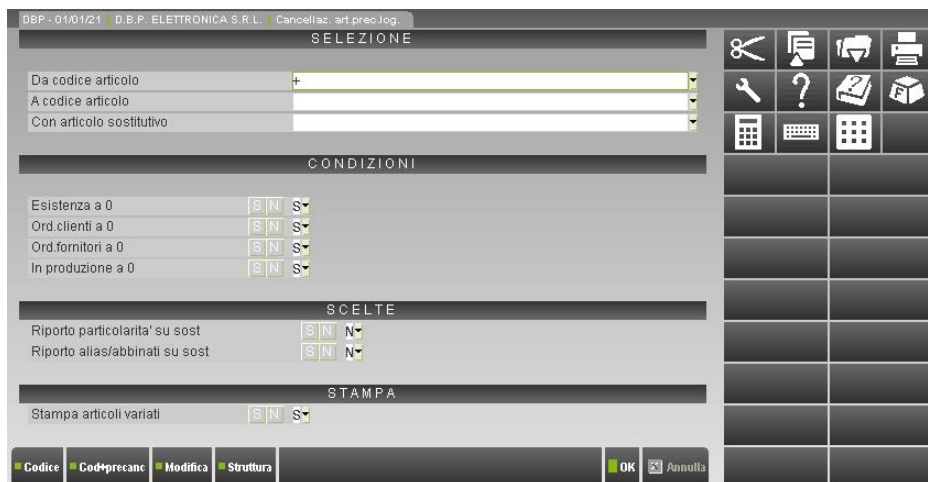 DBP - 01/01/21 D.B.P. ELETTRONICA S.R.L. Cancellaz. art.prec.log.
SELEZIONE
Da codice articolo +
A codice articolo
Con articolo sostitutivo
CONDIZIONI
Esistenza a 0 S N S
Ord.clienti a 0 S N S
Ord.fornitori a 0 S N S
In produzione a 0 S N S
SCELTE
Riporto particolarita' su sost S N N
Riporto alias/abbinati su sost S N N
STAMPA
Stampa articoli variati S N S
Codice Cod+precanc Modifica Struttura OK Annulla